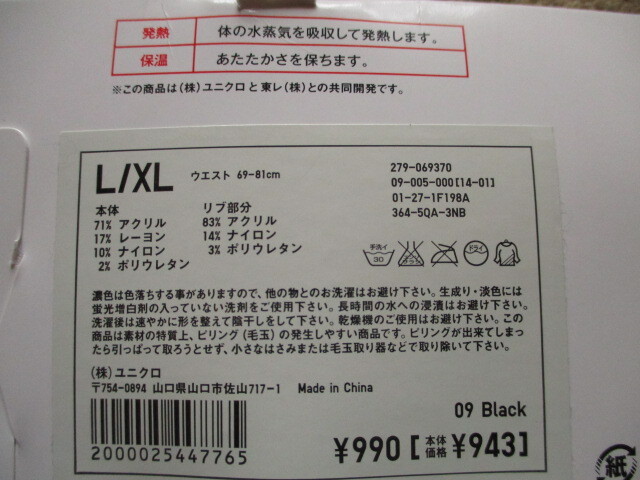 発熱 体の水蒸気を吸収して発熱します。
保温 あたたかさを保ちます。
※この商品は(株)ユニクロと東レ(株)との共同開発です。
L/XL ウエスト 69-81cm
279-069370
09-005-000[14-01]
01-27-1F198A
364-5QA-3NB
本体
71% アクリル
17% レーヨン
10% ナイロン
2% ポリウレタン
リブ部分
83% アクリル
14% ナイロン
3% ポリウレタン
手洗イ
30
ドライ
濃色は色落ちする事がありますので、他の物とのお洗濯はお避け下さい。生成り・淡色には
蛍光増白剤の入っていない洗剤をご使用下さい。長時間の水への浸漬はお避け下さい。
洗濯後は速やかに形を整えて陰干しをして下さい。乾燥機のご使用はお避け下さい。この
商品は素材の特質上、ピリング(毛玉)の発生しやすい商品です。ピリングが出来てしまっ
たら引っぱって取ろうとせず、小さなはさみまたは毛玉取り器などで取り除いて下さい。
(株)ユニクロ
〒754-0894 山口県山口市佐山717-1 Made in China
2000025447765
09 Black
¥990[本体価格¥943]
紙